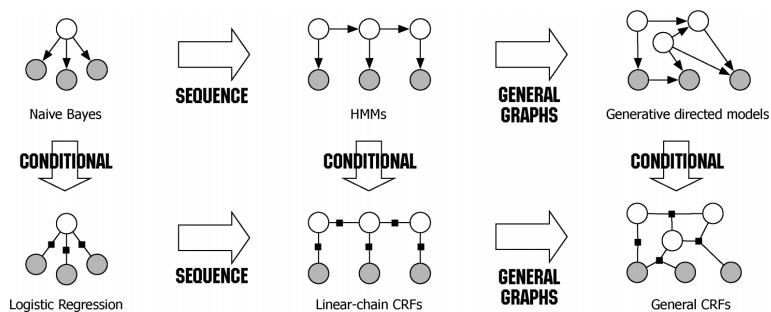 SEQUENCE
GENERAL
GRAPHS
Naive Bayes
HMMs
Generative directed models
CONDITIONAL
CONDITIONAL
CONDITIONAL
SEQUENCE
GENERAL
GRAPHS
Logistic Regression
Linear-chain CRFs
General CRFs